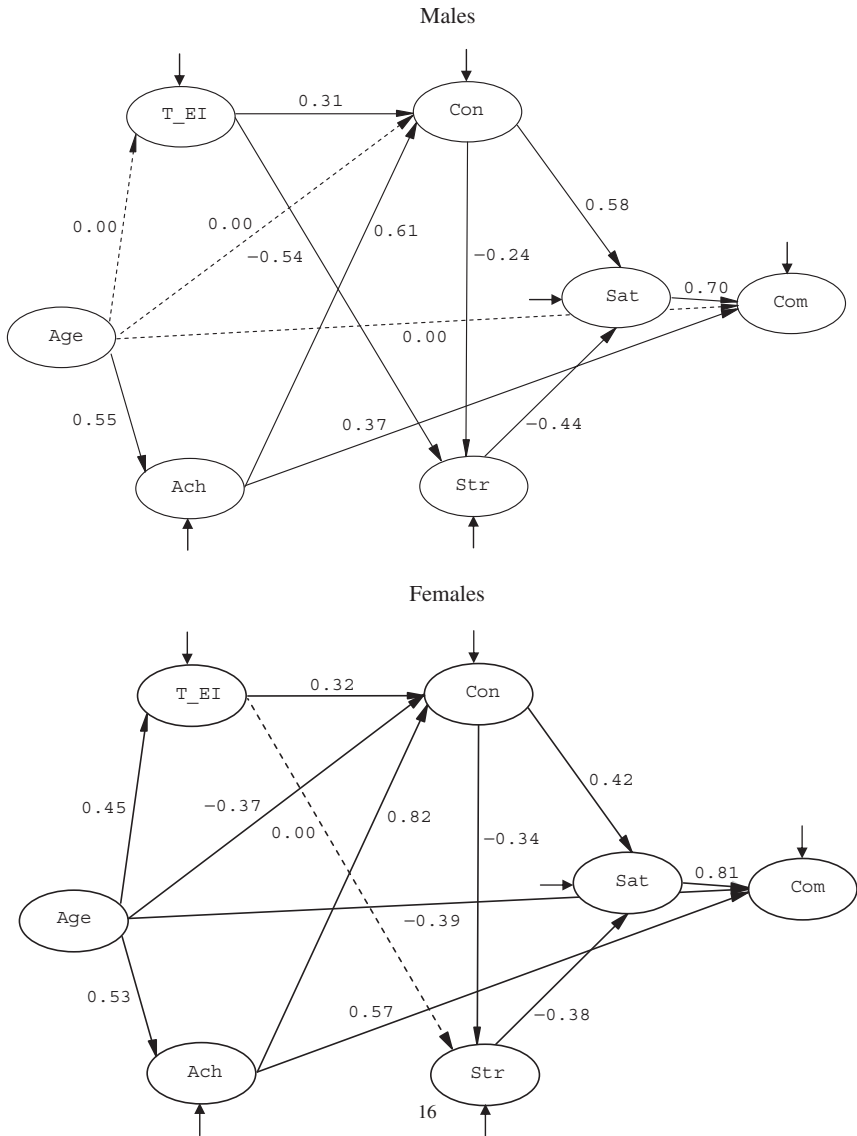 Males
T_EI
0.31
Con
0.00
0.00
−0.54
0.61
−0.24
0.58
Sat
0.70
Com
Age
0.00
0.55
0.37
−0.44
Ach
Str
Females
T_EI
0.32
Con
0.45
−0.37
0.00
0.82
−0.34
0.42
Sat
0.81
Com
Age
−0.39
0.53
0.57
−0.38
Ach
Str
16